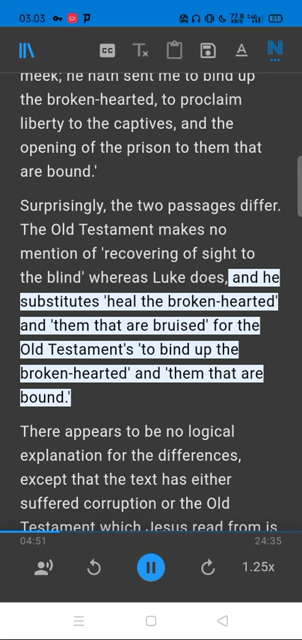 03.03
77.9
CC
A
N
meek; he hath sent me to bind up
the broken-hearted, to proclaim
liberty to the captives, and the
opening of the prison to them that
are bound.'
Surprisingly, the two passages differ.
The Old Testament makes no
mention of 'recovering of sight to
the blind' whereas Luke does, and he
substitutes 'heal the broken-hearted'
and 'them that are bruised' for the
Old Testament's 'to bind up the
broken-hearted' and 'them that are
bound.'
There appears to be no logical
explanation for the differences,
except that the text has either
suffered corruption or the Old
Testament which Jesus read from is
04:51
24:35
1.25x